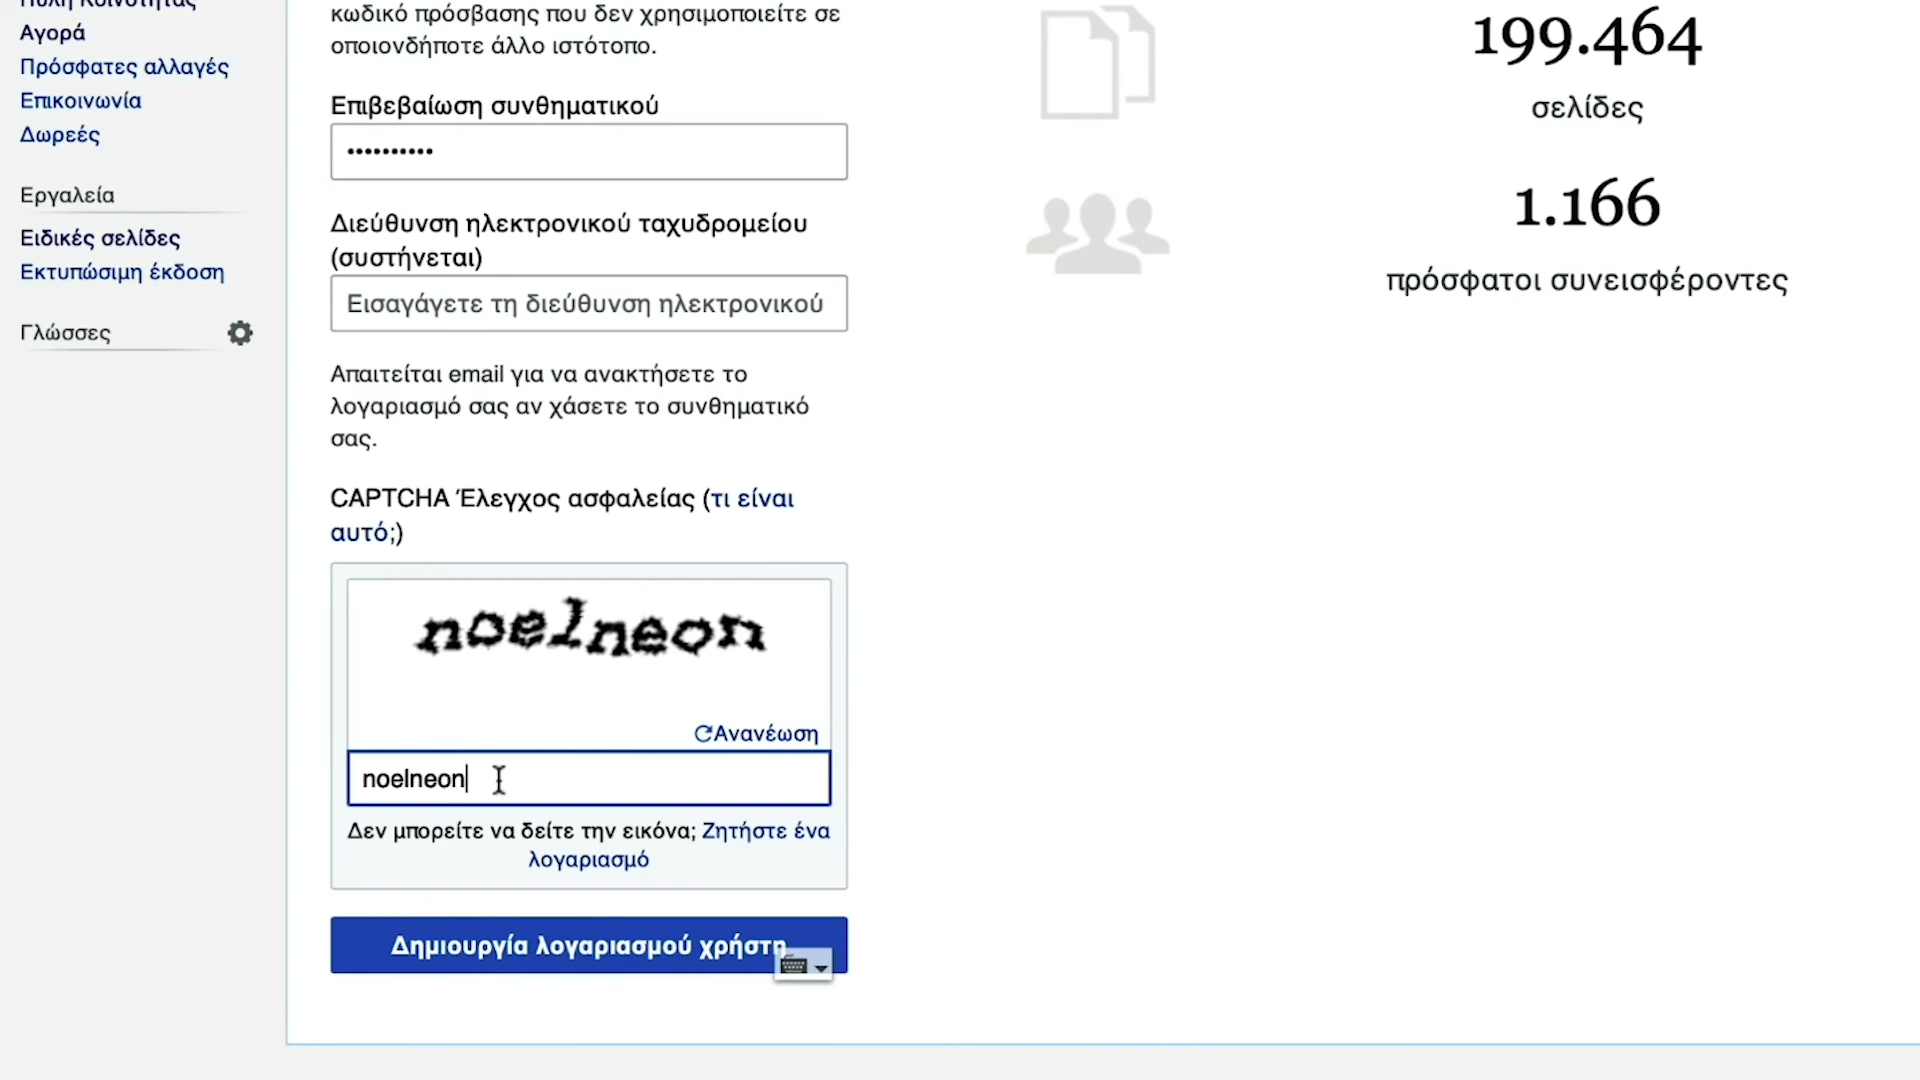 Πύλη Κοινότητας
Αγορά
Πρόσφατες αλλαγές
Επικοινωνία
Δωρεές
Εργαλεία
Ειδικές σελίδες
Εκτυπώσιμη έκδοση
Γλώσσες
κωδικό πρόσβασης που δεν χρησιμοποιείτε σε
οποιονδήποτε άλλο ιστότοπο.
Επιβεβαίωση συνθηματικού
••••••••••
Διεύθυνση ηλεκτρονικού ταχυδρομείου
(συστήνεται)
Εισαγάγετε τη διεύθυνση ηλεκτρονικού
Απαιτείται email για να ανακτήσετε το
λογαριασμό σας αν χάσετε το συνθηματικό
σας.
CAPTCHA Έλεγχος ασφαλείας (τι είναι
αυτό;)
noelneon
Ανανέωση
noelneon
Δεν μπορείτε να δείτε την εικόνα; Ζητήστε ένα
λογαριασμό
Δημιουργία λογαριασμού χρήστη
199.464
σελίδες
1.166
πρόσφατοι συνεισφέροντες